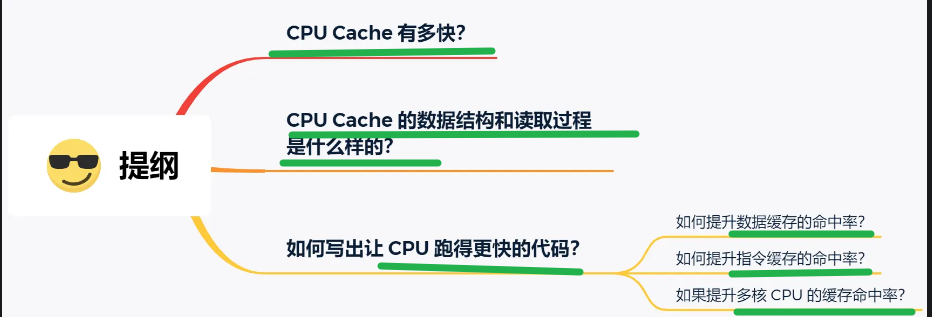 CPU Cache 有多快？
CPU Cache 的数据结构和读取过程
是什么样的？
提纲
如何写出让 CPU 跑得更快的代码？
如何提升数据缓存的命中率？
如何提升指令缓存的命中率？
如果提升多核 CPU 的缓存命中率？